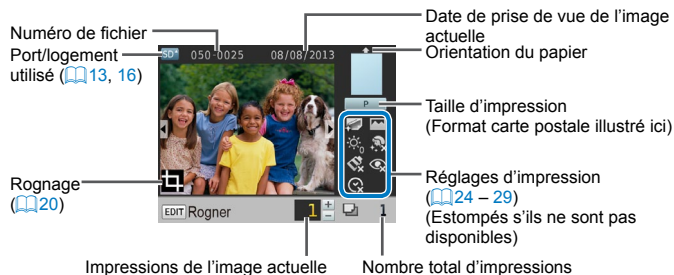 Numéro de fichier
Port/logement
utilisé (13, 16)
Date de prise de vue de l'image
actuelle
Orientation du papier
SD 050-0025 08/08/2013
P
Taille d'impression
(Format carte postale illustré ici)
Réglages d'impression
(24 – 29)
(Estompés s'ils ne sont pas
disponibles)
Rognage
(20)
EDIT Rogner 1 + − 1
Impressions de l'image actuelle
Nombre total d'impressions